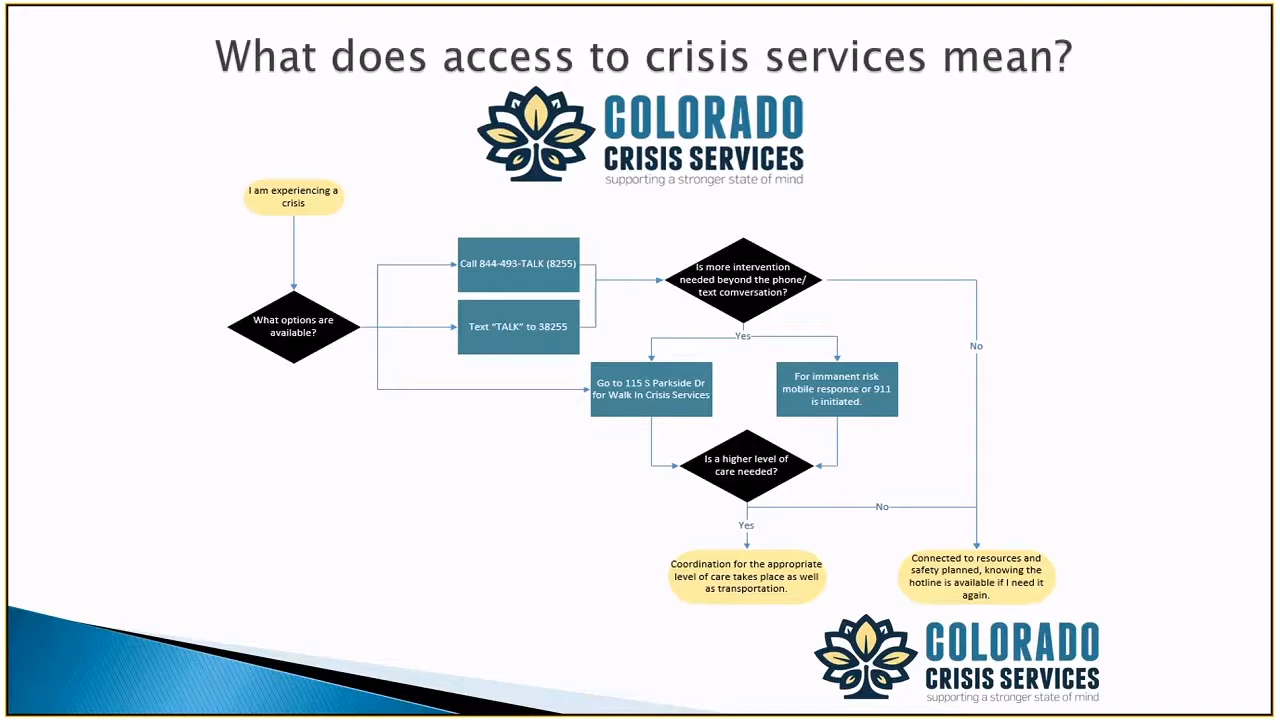 What does access to crisis services mean?
COLORADO
CRISIS SERVICES
supporting a stronger state of mind
I am experiencing a
crisis
What options are
available?
Call 844-493-TALK (8255)
Text “TALK” to 38255
Is more intervention
needed beyond the phone/
text comversation?
Yes
No
Go to 115 S Parkside Dr
for Walk In Crisis Services
For immanent risk
mobile response or 911
is initiated.
Is a higher level of
care needed?
No
Yes
Coordination for the appropriate
level of care takes place as well
as transportation.
Connected to resources and
safety planned, knowing the
hotline is available if I need it
again.
COLORADO
CRISIS SERVICES
supporting a stronger state of mind